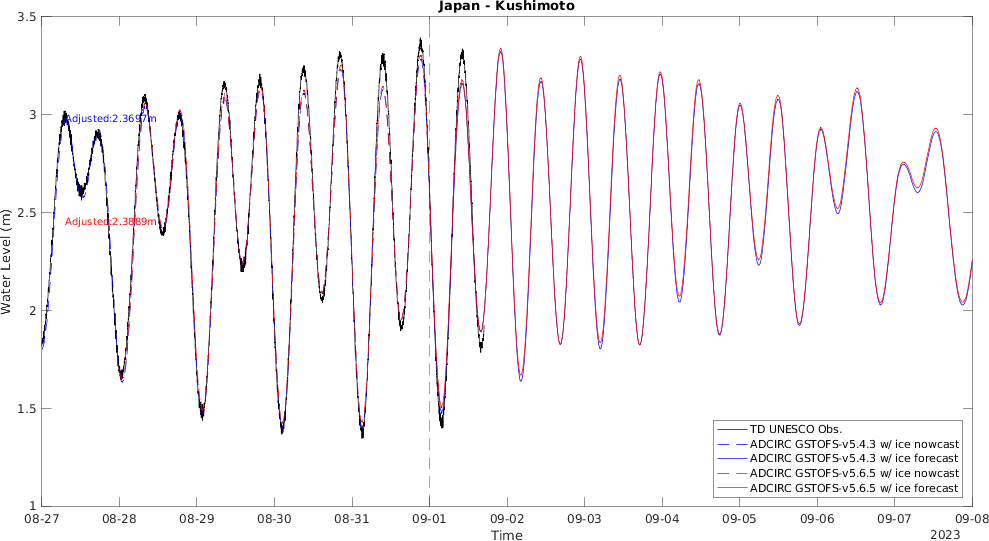 Japan - Kushimoto
Water Level (m)
3.5
3
2.5
2
1.5
1
Adjusted:2.3697m
Adjusted:2.3889m
TD UNESCO Obs.
ADCIRC GSTOFS-v5.4.3 w/ ice nowcast
ADCIRC GSTOFS-v5.4.3 w/ ice forecast
ADCIRC GSTOFS-v5.6.5 w/ ice nowcast
ADCIRC GSTOFS-v5.6.5 w/ ice forecast
08-27 08-28 08-29 08-30 08-31 09-01 09-02 09-03 09-04 09-05 09-06 09-07 09-08
Time
2023